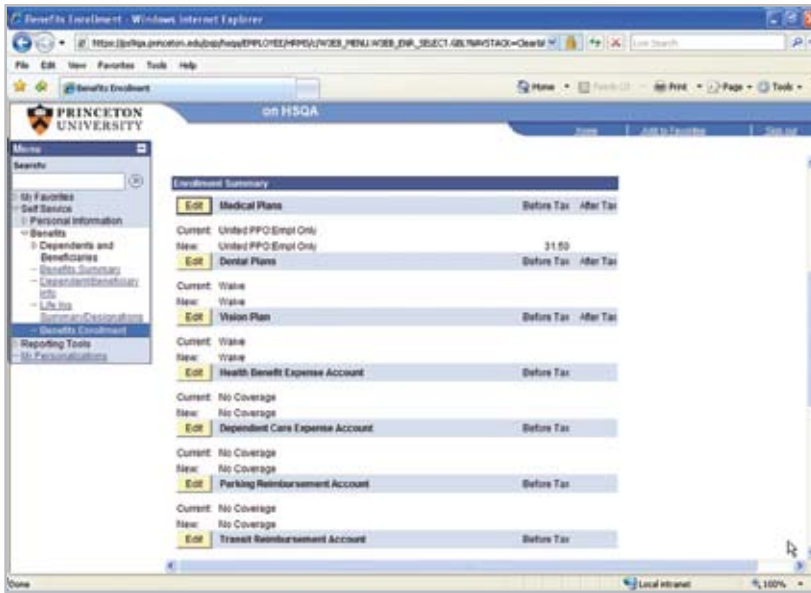 Benefits Enrollment - Windows Internet Explorer
File Edit View Favorites Tools Help
Benefits Enrollment
Home Print Page Tools
PRINCETON
UNIVERSITY
on HSQA
Home Add to Favorites Sign out
Menu
Search:
My Favorites
Self Service
Personal Information
Benefits
Dependents and
Beneficiaries
Benefits Summary
Dependent/Beneficiary
Info
Life Ins
Summary/Designations
Benefits Enrollment
Reporting Tools
My Personalizations
Enrollment Summary
Edit Medical Plans Before Tax After Tax
Current: United PPO:Empl Only
New: United PPO:Empl Only 31.50
Edit Dental Plans Before Tax After Tax
Current: Waive
New: Waive
Edit Vision Plan Before Tax After Tax
Current: Waive
New: Waive
Edit Health Benefit Expense Account Before Tax
Current: No Coverage
New: No Coverage
Edit Dependent Care Expense Account Before Tax
Current: No Coverage
New: No Coverage
Edit Parking Reimbursement Account Before Tax
Current: No Coverage
New: No Coverage
Edit Transit Reimbursement Account Before Tax
Done Local intranet 100%